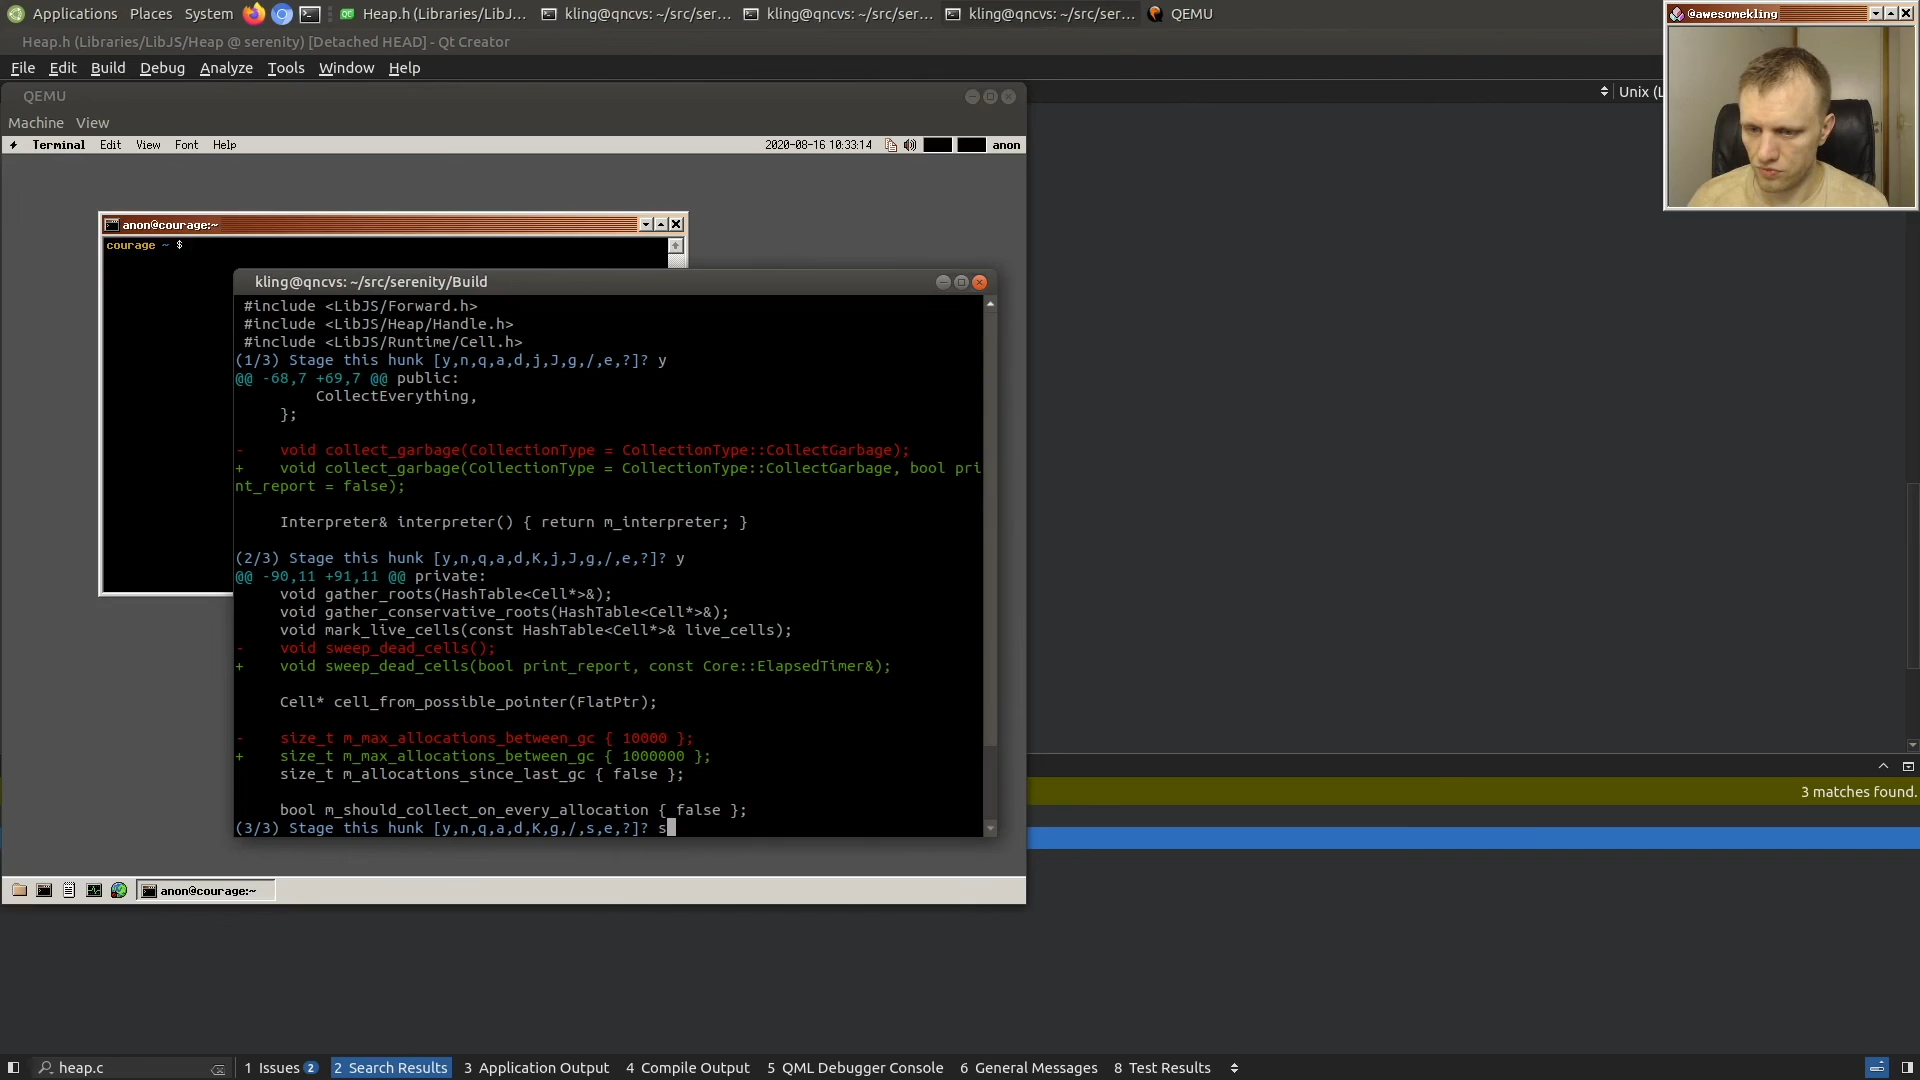 Applications Places System Heap.h (Libraries/LibJ... kling@qncvs: ~/src/ser... kling@qncvs: ~/src/ser... kling@qncvs: ~/src/ser... QEMU
@awesomekling
Heap.h (Libraries/LibJS/Heap @ serenity) [Detached HEAD] - Qt Creator
File Edit Build Debug Analyze Tools Window Help
Unix (L
QEMU
Machine View
Terminal Edit View Font Help 2020-08-16 10:33:14 anon
anon@courage:~
courage ~ $
kling@qncvs: ~/src/serenity/Build
#include <LibJS/Forward.h>
#include <LibJS/Heap/Handle.h>
#include <LibJS/Runtime/Cell.h>
(1/3) Stage this hunk [y,n,q,a,d,j,J,g,/,e,?]? y
@@ -68,7 +69,7 @@ public:
CollectEverything,
};
- void collect_garbage(CollectionType = CollectionType::CollectGarbage);
+ void collect_garbage(CollectionType = CollectionType::CollectGarbage, bool pri
nt_report = false);
Interpreter& interpreter() { return m_interpreter; }
(2/3) Stage this hunk [y,n,q,a,d,K,j,J,g,/,e,?]? y
@@ -90,11 +91,11 @@ private:
void gather_roots(HashTable<Cell*>&);
void gather_conservative_roots(HashTable<Cell*>&);
void mark_live_cells(const HashTable<Cell*>& live_cells);
- void sweep_dead_cells();
+ void sweep_dead_cells(bool print_report, const Core::ElapsedTimer&);
Cell* cell_from_possible_pointer(FlatPtr);
- size_t m_max_allocations_between_gc { 10000 };
+ size_t m_max_allocations_between_gc { 1000000 };
size_t m_allocations_since_last_gc { false };
bool m_should_collect_on_every_allocation { false };
(3/3) Stage this hunk [y,n,q,a,d,K,g,/,s,e,?]? s
3 matches found.
anon@courage:~
heap.c 1 Issues 2 2 Search Results 3 Application Output 4 Compile Output 5 QML Debugger Console 6 General Messages 8 Test Results